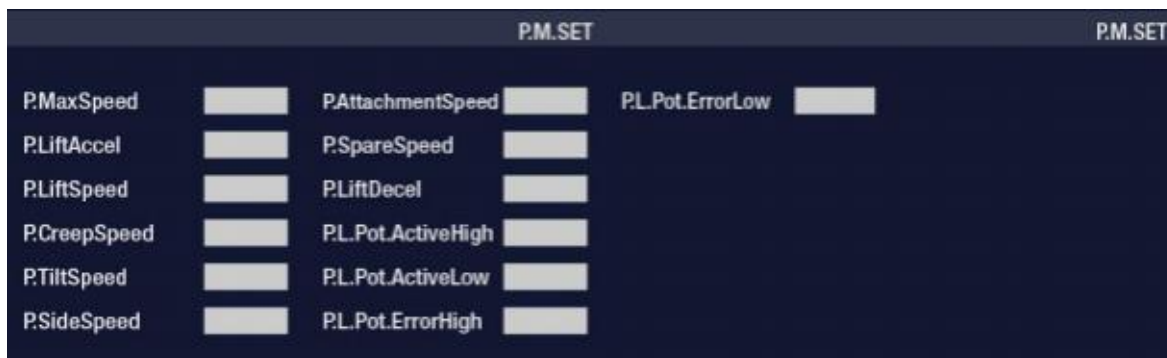 P.M.SET P.M.SET
P.MaxSpeed P.AttachmentSpeed P.L.Pot.ErrorLow
P.LiftAccel P.SpareSpeed
P.LiftSpeed P.LiftDecel
P.CreepSpeed P.L.Pot.ActiveHigh
P.TiltSpeed P.L.Pot.ActiveLow
P.SideSpeed P.L.Pot.ErrorHigh